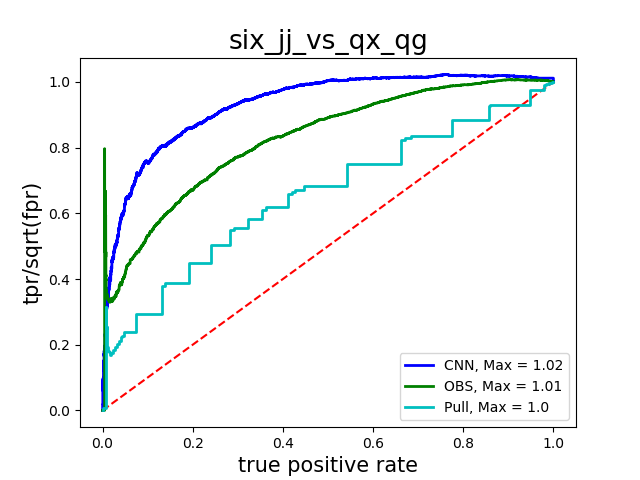 six_jj_vs_qx_qg
tpr/sqrt(fpr)
1.0
0.8
0.6
0.4
0.2
0.0
CNN, Max = 1.02
OBS, Max = 1.01
Pull, Max = 1.0
0.0 0.2 0.4 0.6 0.8 1.0
true positive rate